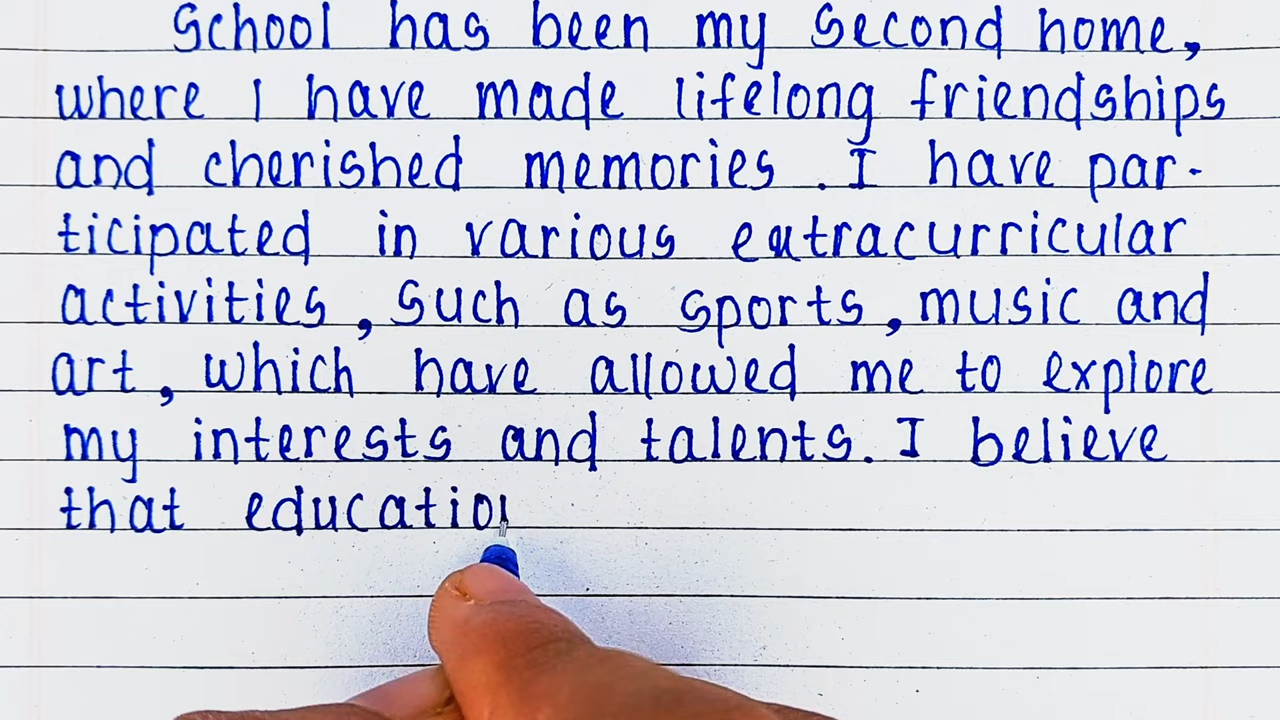 School has been my second home,
where I have made lifelong friendships
and cherished memories. I have par-
ticipated in various extracurricular
activities, such as sports, music and
art, which have allowed me to explore
my interests and talents. I believe
that education